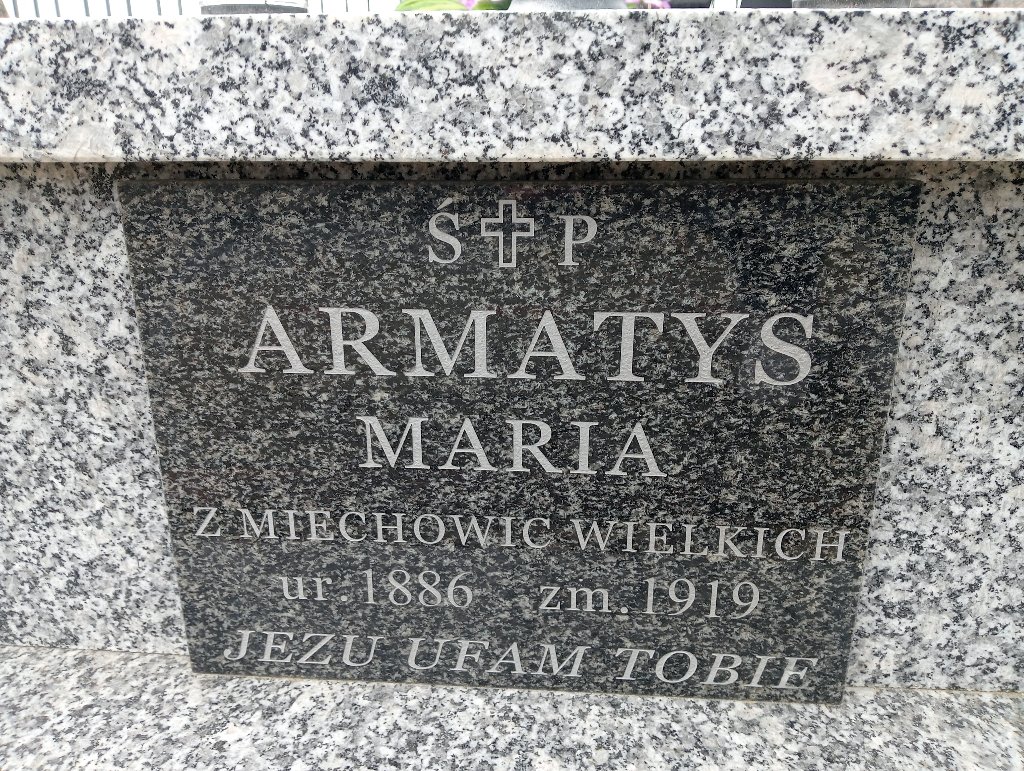 Ś P
ARMATYS
MARIA
Z MIECHOWIC WIELKICH
ur. 1886 zm. 1919
JEZU UFAM TOBIE